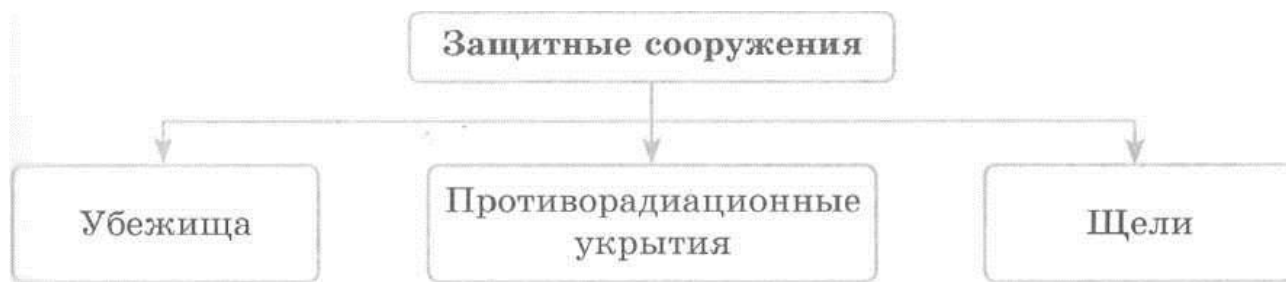 Защитные сооружения
Убежища
Противорадиационные
укрытия
Щели